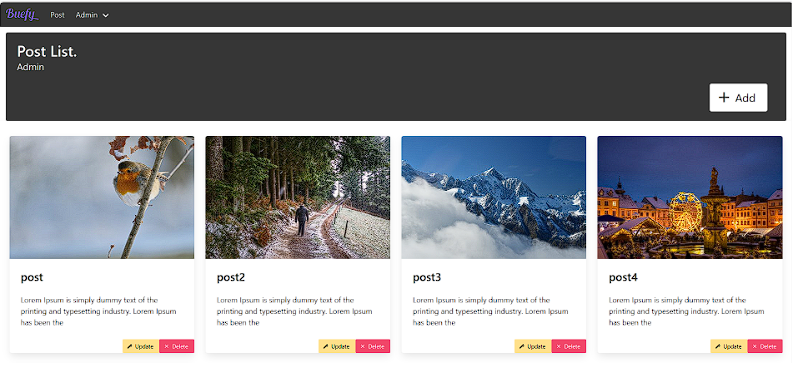 Buefy
Post
Admin
Post List.
Admin
+ Add
post
post2
post3
post4
Lorem Ipsum is simply dummy text of the
printing and typesetting industry. Lorem Ipsum
has been the
Lorem Ipsum is simply dummy text of the
printing and typesetting industry. Lorem Ipsum
has been the
Lorem Ipsum is simply dummy text of the
printing and typesetting industry. Lorem Ipsum
has been the
Lorem Ipsum is simply dummy text of the
printing and typesetting industry. Lorem Ipsum
has been the
Update
Delete
Update
Delete
Update
Delete
Update
Delete